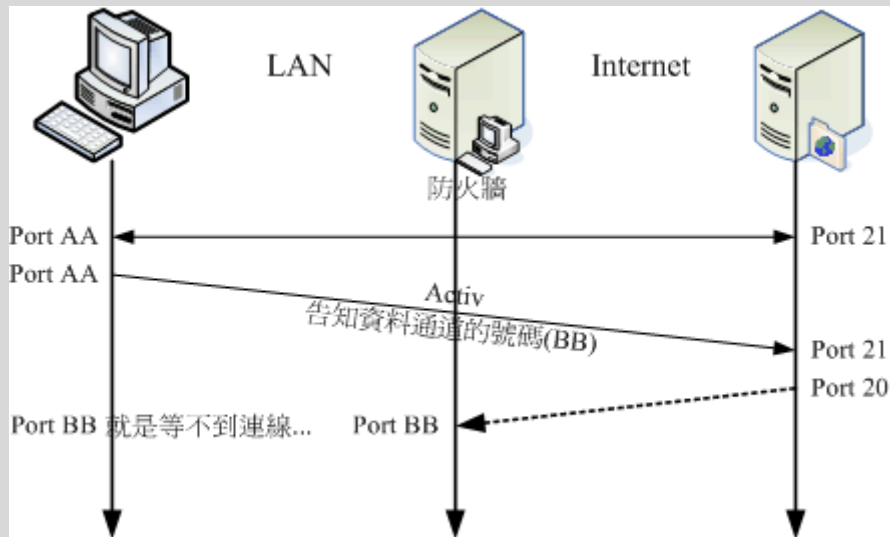 LAN
Internet
防火牆
Port AA
Port 21
Port AA
Activ
告知資料通道的號碼(BB)
Port 21
Port 20
Port BB 就是等不到連線...
Port BB